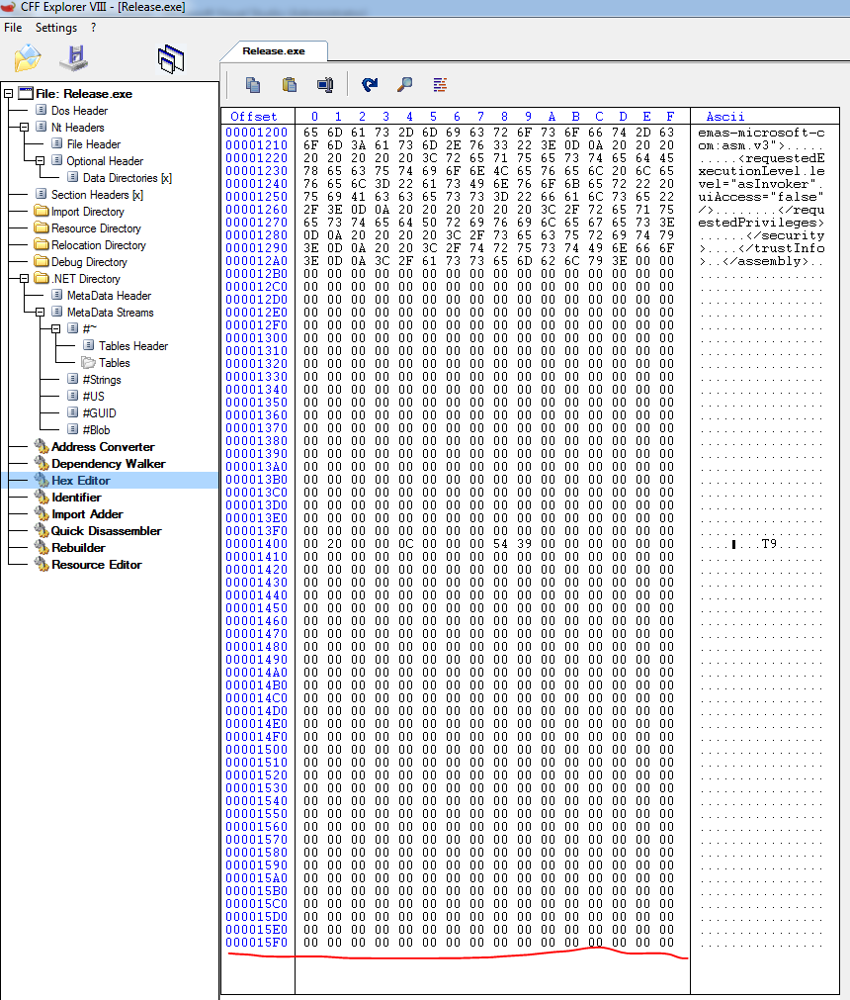 CFF Explorer VIII - [Release.exe]
File Settings ?
Release.exe
File: Release.exe
Dos Header
Nt Headers
File Header
Optional Header
Data Directories [x]
Section Headers [x]
Import Directory
Resource Directory
Relocation Directory
Debug Directory
.NET Directory
MetaData Header
MetaData Streams
#~
Tables Header
Tables
#Strings
#US
#GUID
#Blob
Address Converter
Dependency Walker
Hex Editor
Identifier
Import Adder
Quick Disassembler
Rebuilder
Resource Editor
Offset 0 1 2 3 4 5 6 7 8 9 A B C D E F Ascii
00001200 65 6D 61 73 2D 6D 69 63 72 6F 73 6F 66 74 2D 63 emas-microsoft-c
00001210 6F 6D 3A 61 73 6D 2E 76 33 22 3E 0D 0A 20 20 20 om:asm.v3">.....
00001220 20 20 20 20 20 3C 72 65 71 75 65 73 74 65 64 45 .....<requestedE
00001230 78 65 63 75 74 69 6F 6E 4C 65 76 65 6C 20 6C 65 xecutionLevel.le
00001240 76 65 6C 3D 22 61 73 49 6E 76 6F 6B 65 72 22 20 vel="asInvoker".
00001250 75 69 41 63 63 65 73 73 3D 22 66 61 6C 73 65 22 uiAccess="false"
00001260 2F 3E 0D 0A 20 20 20 20 20 20 3C 2F 72 65 71 75 />........</requ
00001270 65 73 74 65 64 50 72 69 76 69 6C 65 67 65 73 3E estedPrivileges>
00001280 0D 0A 20 20 20 20 3C 2F 73 65 63 75 72 69 74 79 ......</security
00001290 3E 0D 0A 20 20 3C 2F 74 72 75 73 74 49 6E 66 6F >....</trustInfo
000012A0 3E 0D 0A 3C 2F 61 73 73 65 6D 62 6C 79 3E 00 00 >..</assembly>..
000012B0 00 00 00 00 00 00 00 00 00 00 00 00 00 00 00 00 ................
000012C0 00 00 00 00 00 00 00 00 00 00 00 00 00 00 00 00 ................
000012D0 00 00 00 00 00 00 00 00 00 00 00 00 00 00 00 00 ................
000012E0 00 00 00 00 00 00 00 00 00 00 00 00 00 00 00 00 ................
000012F0 00 00 00 00 00 00 00 00 00 00 00 00 00 00 00 00 ................
00001300 00 00 00 00 00 00 00 00 00 00 00 00 00 00 00 00 ................
00001310 00 00 00 00 00 00 00 00 00 00 00 00 00 00 00 00 ................
00001320 00 00 00 00 00 00 00 00 00 00 00 00 00 00 00 00 ................
00001330 00 00 00 00 00 00 00 00 00 00 00 00 00 00 00 00 ................
00001340 00 00 00 00 00 00 00 00 00 00 00 00 00 00 00 00 ................
00001350 00 00 00 00 00 00 00 00 00 00 00 00 00 00 00 00 ................
00001360 00 00 00 00 00 00 00 00 00 00 00 00 00 00 00 00 ................
00001370 00 00 00 00 00 00 00 00 00 00 00 00 00 00 00 00 ................
00001380 00 00 00 00 00 00 00 00 00 00 00 00 00 00 00 00 ................
00001390 00 00 00 00 00 00 00 00 00 00 00 00 00 00 00 00 ................
000013A0 00 00 00 00 00 00 00 00 00 00 00 00 00 00 00 00 ................
000013B0 00 00 00 00 00 00 00 00 00 00 00 00 00 00 00 00 ................
000013C0 00 00 00 00 00 00 00 00 00 00 00 00 00 00 00 00 ................
000013D0 00 00 00 00 00 00 00 00 00 00 00 00 00 00 00 00 ................
000013E0 00 00 00 00 00 00 00 00 00 00 00 00 00 00 00 00 ................
000013F0 00 00 00 00 00 00 00 00 00 00 00 00 00 00 00 00 ................
00001400 00 20 00 00 0C 00 00 00 54 39 00 00 00 00 00 00 .... ...T9......
00001410 00 00 00 00 00 00 00 00 00 00 00 00 00 00 00 00 ................
00001420 00 00 00 00 00 00 00 00 00 00 00 00 00 00 00 00 ................
00001430 00 00 00 00 00 00 00 00 00 00 00 00 00 00 00 00 ................
00001440 00 00 00 00 00 00 00 00 00 00 00 00 00 00 00 00 ................
00001450 00 00 00 00 00 00 00 00 00 00 00 00 00 00 00 00 ................
00001460 00 00 00 00 00 00 00 00 00 00 00 00 00 00 00 00 ................
00001470 00 00 00 00 00 00 00 00 00 00 00 00 00 00 00 00 ................
00001480 00 00 00 00 00 00 00 00 00 00 00 00 00 00 00 00 ................
00001490 00 00 00 00 00 00 00 00 00 00 00 00 00 00 00 00 ................
000014A0 00 00 00 00 00 00 00 00 00 00 00 00 00 00 00 00 ................
000014B0 00 00 00 00 00 00 00 00 00 00 00 00 00 00 00 00 ................
000014C0 00 00 00 00 00 00 00 00 00 00 00 00 00 00 00 00 ................
000014D0 00 00 00 00 00 00 00 00 00 00 00 00 00 00 00 00 ................
000014E0 00 00 00 00 00 00 00 00 00 00 00 00 00 00 00 00 ................
000014F0 00 00 00 00 00 00 00 00 00 00 00 00 00 00 00 00 ................
00001500 00 00 00 00 00 00 00 00 00 00 00 00 00 00 00 00 ................
00001510 00 00 00 00 00 00 00 00 00 00 00 00 00 00 00 00 ................
00001520 00 00 00 00 00 00 00 00 00 00 00 00 00 00 00 00 ................
00001530 00 00 00 00 00 00 00 00 00 00 00 00 00 00 00 00 ................
00001540 00 00 00 00 00 00 00 00 00 00 00 00 00 00 00 00 ................
00001550 00 00 00 00 00 00 00 00 00 00 00 00 00 00 00 00 ................
00001560 00 00 00 00 00 00 00 00 00 00 00 00 00 00 00 00 ................
00001570 00 00 00 00 00 00 00 00 00 00 00 00 00 00 00 00 ................
00001580 00 00 00 00 00 00 00 00 00 00 00 00 00 00 00 00 ................
00001590 00 00 00 00 00 00 00 00 00 00 00 00 00 00 00 00 ................
000015A0 00 00 00 00 00 00 00 00 00 00 00 00 00 00 00 00 ................
000015B0 00 00 00 00 00 00 00 00 00 00 00 00 00 00 00 00 ................
000015C0 00 00 00 00 00 00 00 00 00 00 00 00 00 00 00 00 ................
000015D0 00 00 00 00 00 00 00 00 00 00 00 00 00 00 00 00 ................
000015E0 00 00 00 00 00 00 00 00 00 00 00 00 00 00 00 00 ................
000015F0 00 00 00 00 00 00 00 00 00 00 00 00 00 00 00 00 ................